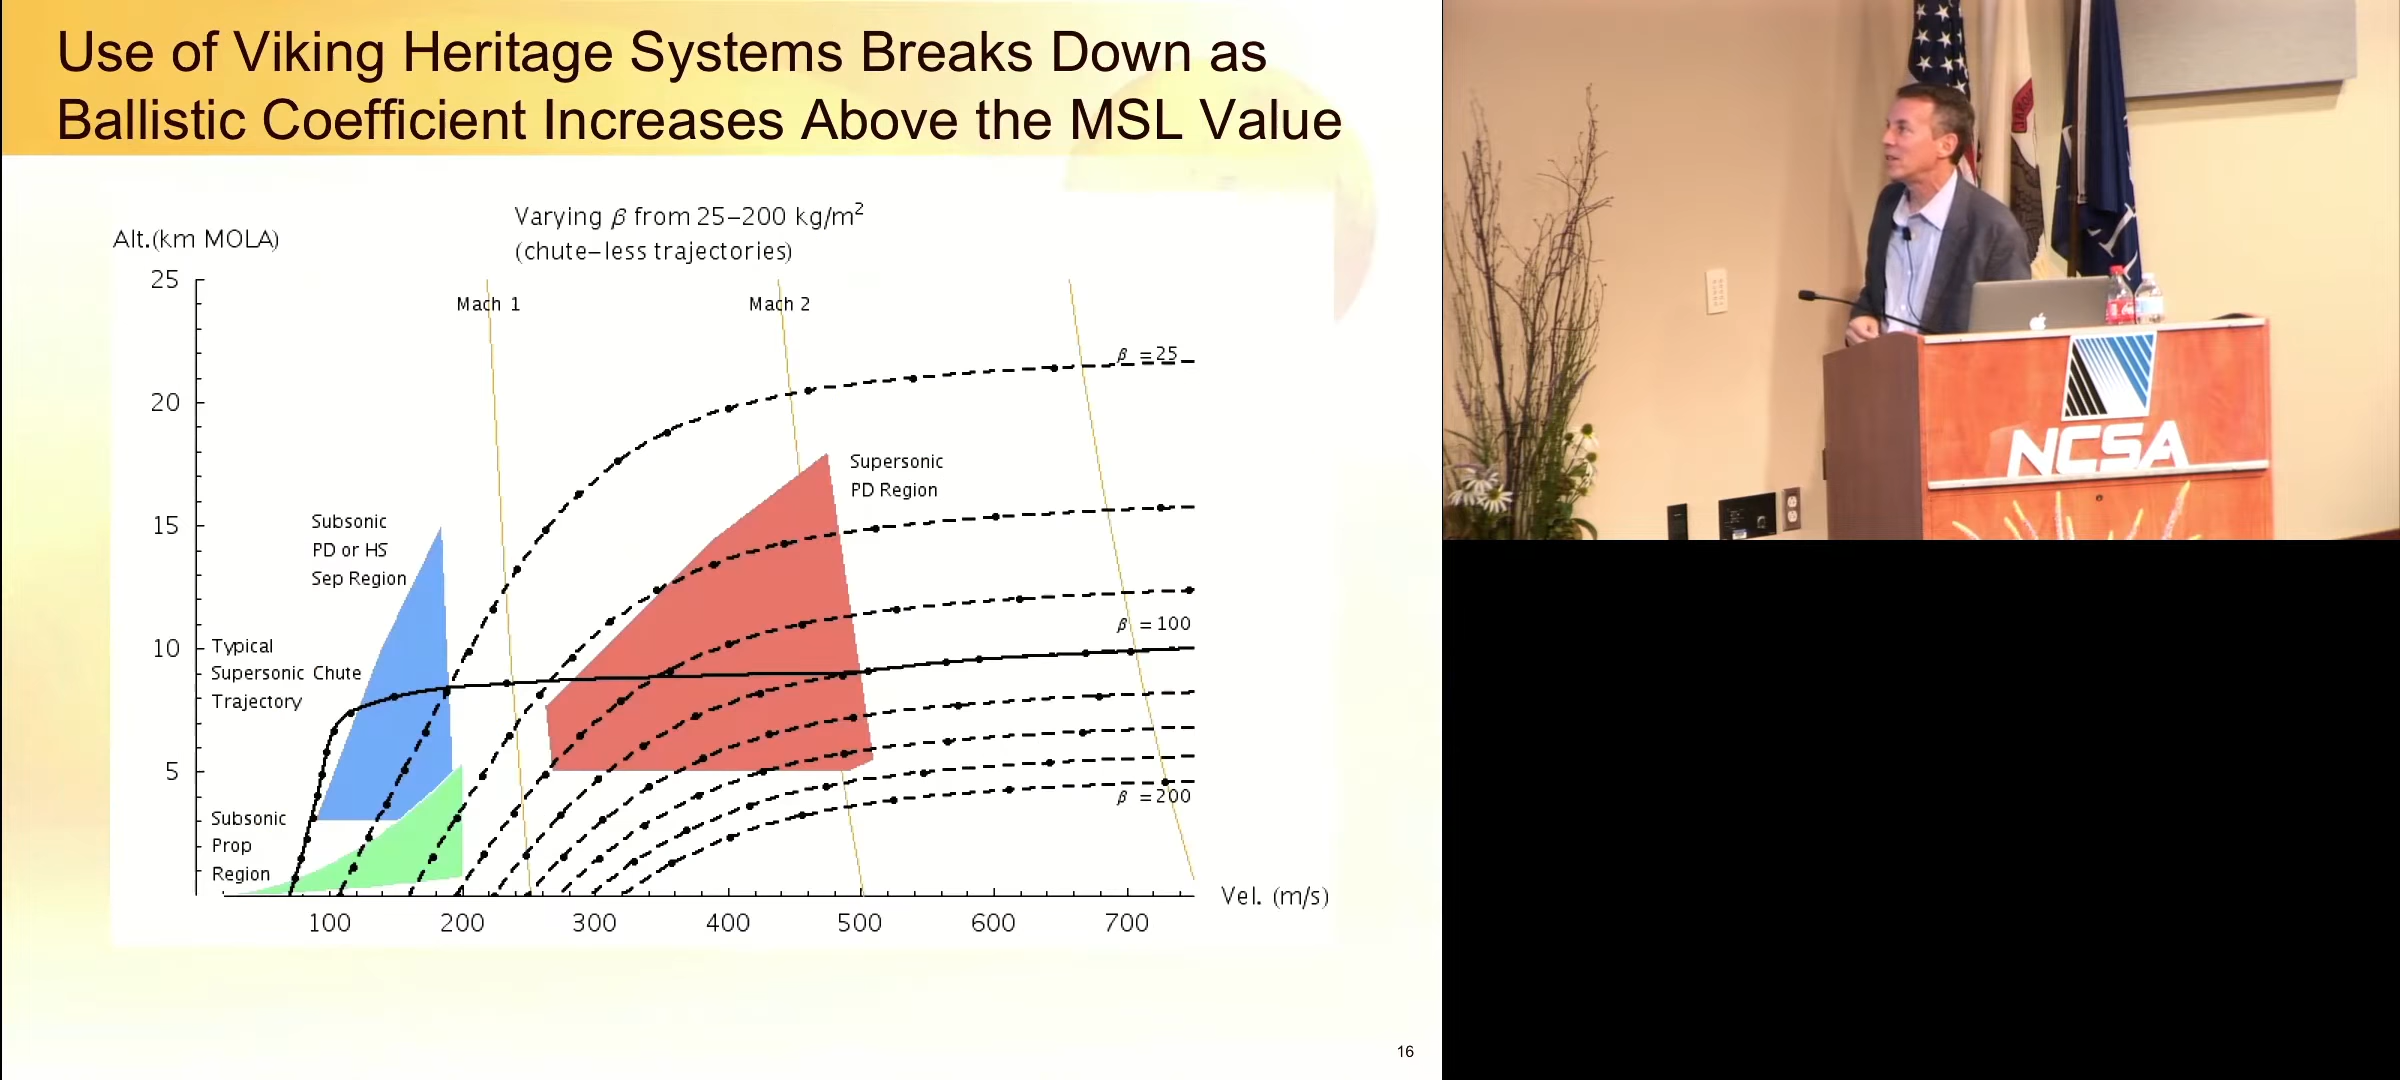 Use of Viking Heritage Systems Breaks Down as
Ballistic Coefficient Increases Above the MSL Value
Varying β from 25–200 kg/m²
(chute–less trajectories)
Alt.(km MOLA)
25
20
15
10
5
Mach 1
Mach 2
β =25
Supersonic
PD Region
Subsonic
PD or HS
Sep Region
β =100
Typical
Supersonic Chute
Trajectory
β =200
Subsonic
Prop
Region
Vel. (m/s)
100 200 300 400 500 600 700
16
NCSA